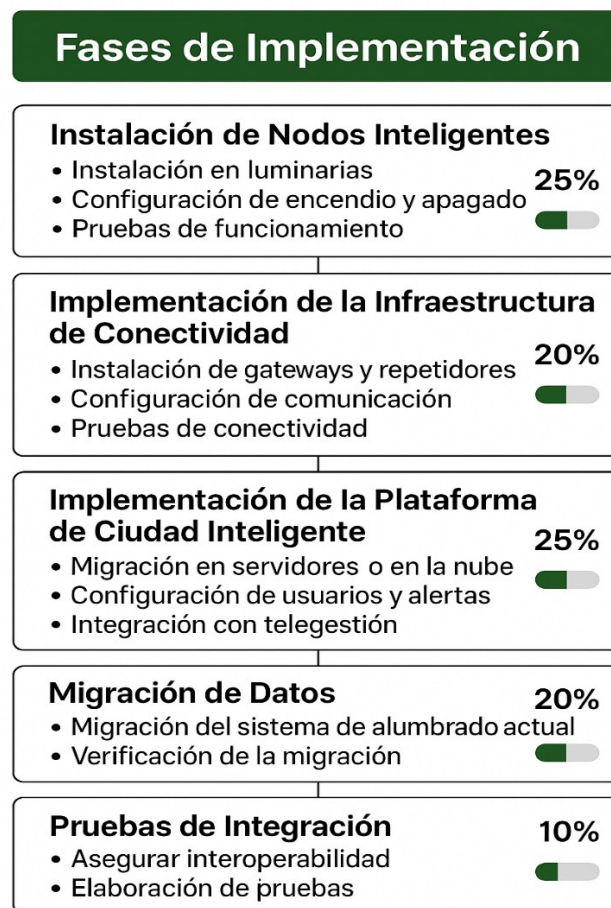 Fases de Implementación
Instalación de Nodos Inteligentes
• Instalación en luminarias
25%
• Configuración de encendio y apagado
• Pruebas de funcionamiento
Implementación de la Infraestructura
de Conectividad
20%
• Instalación de gateways y repetidores
• Configuración de comunicación
• Pruebas de conectividad
Implementación de la Plataforma
de Ciudad Inteligente
25%
• Migración en servidores o en la nube
• Configuración de usuarios y alertas
• Integración con telegestión
Migración de Datos
20%
• Migración del sistema de alumbrado actual
• Verificación de la migración
Pruebas de Integración
10%
• Asegurar interoperabilidad
• Elaboración de pruebas